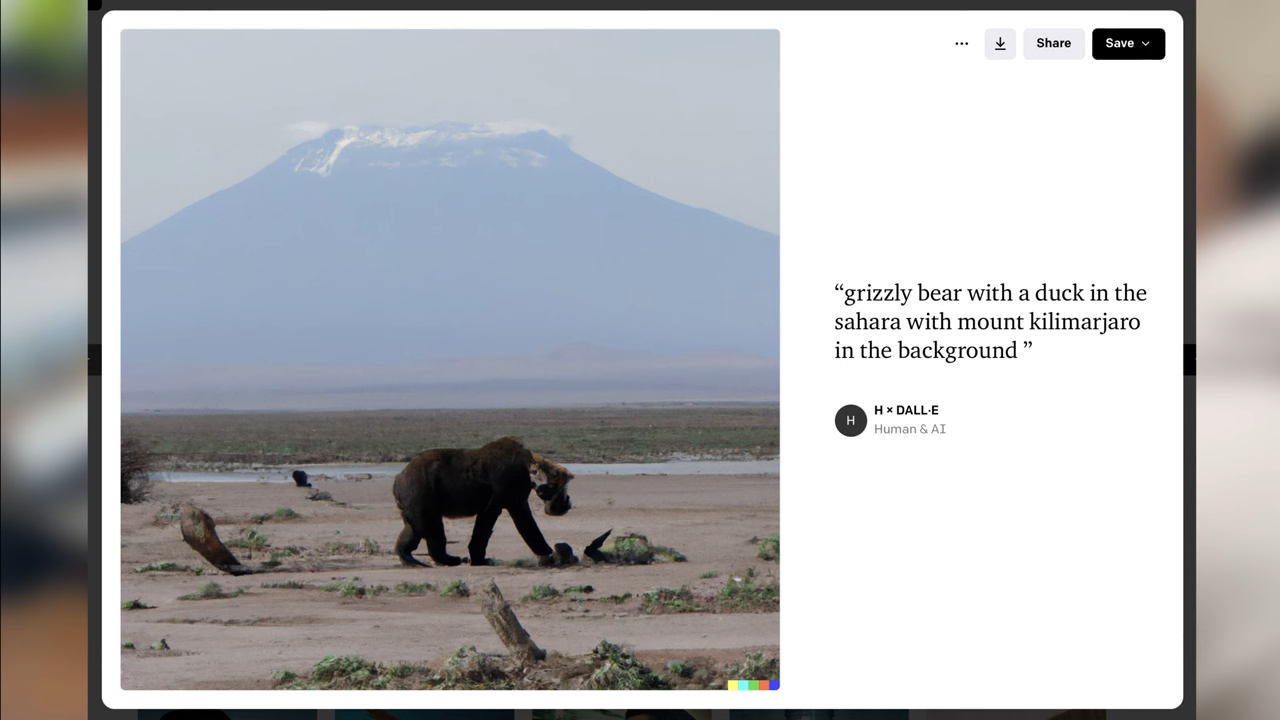 Share
Save
“grizzly bear with a duck in the
sahara with mount kilimarjaro
in the background ”
H
H × DALL·E
Human & AI